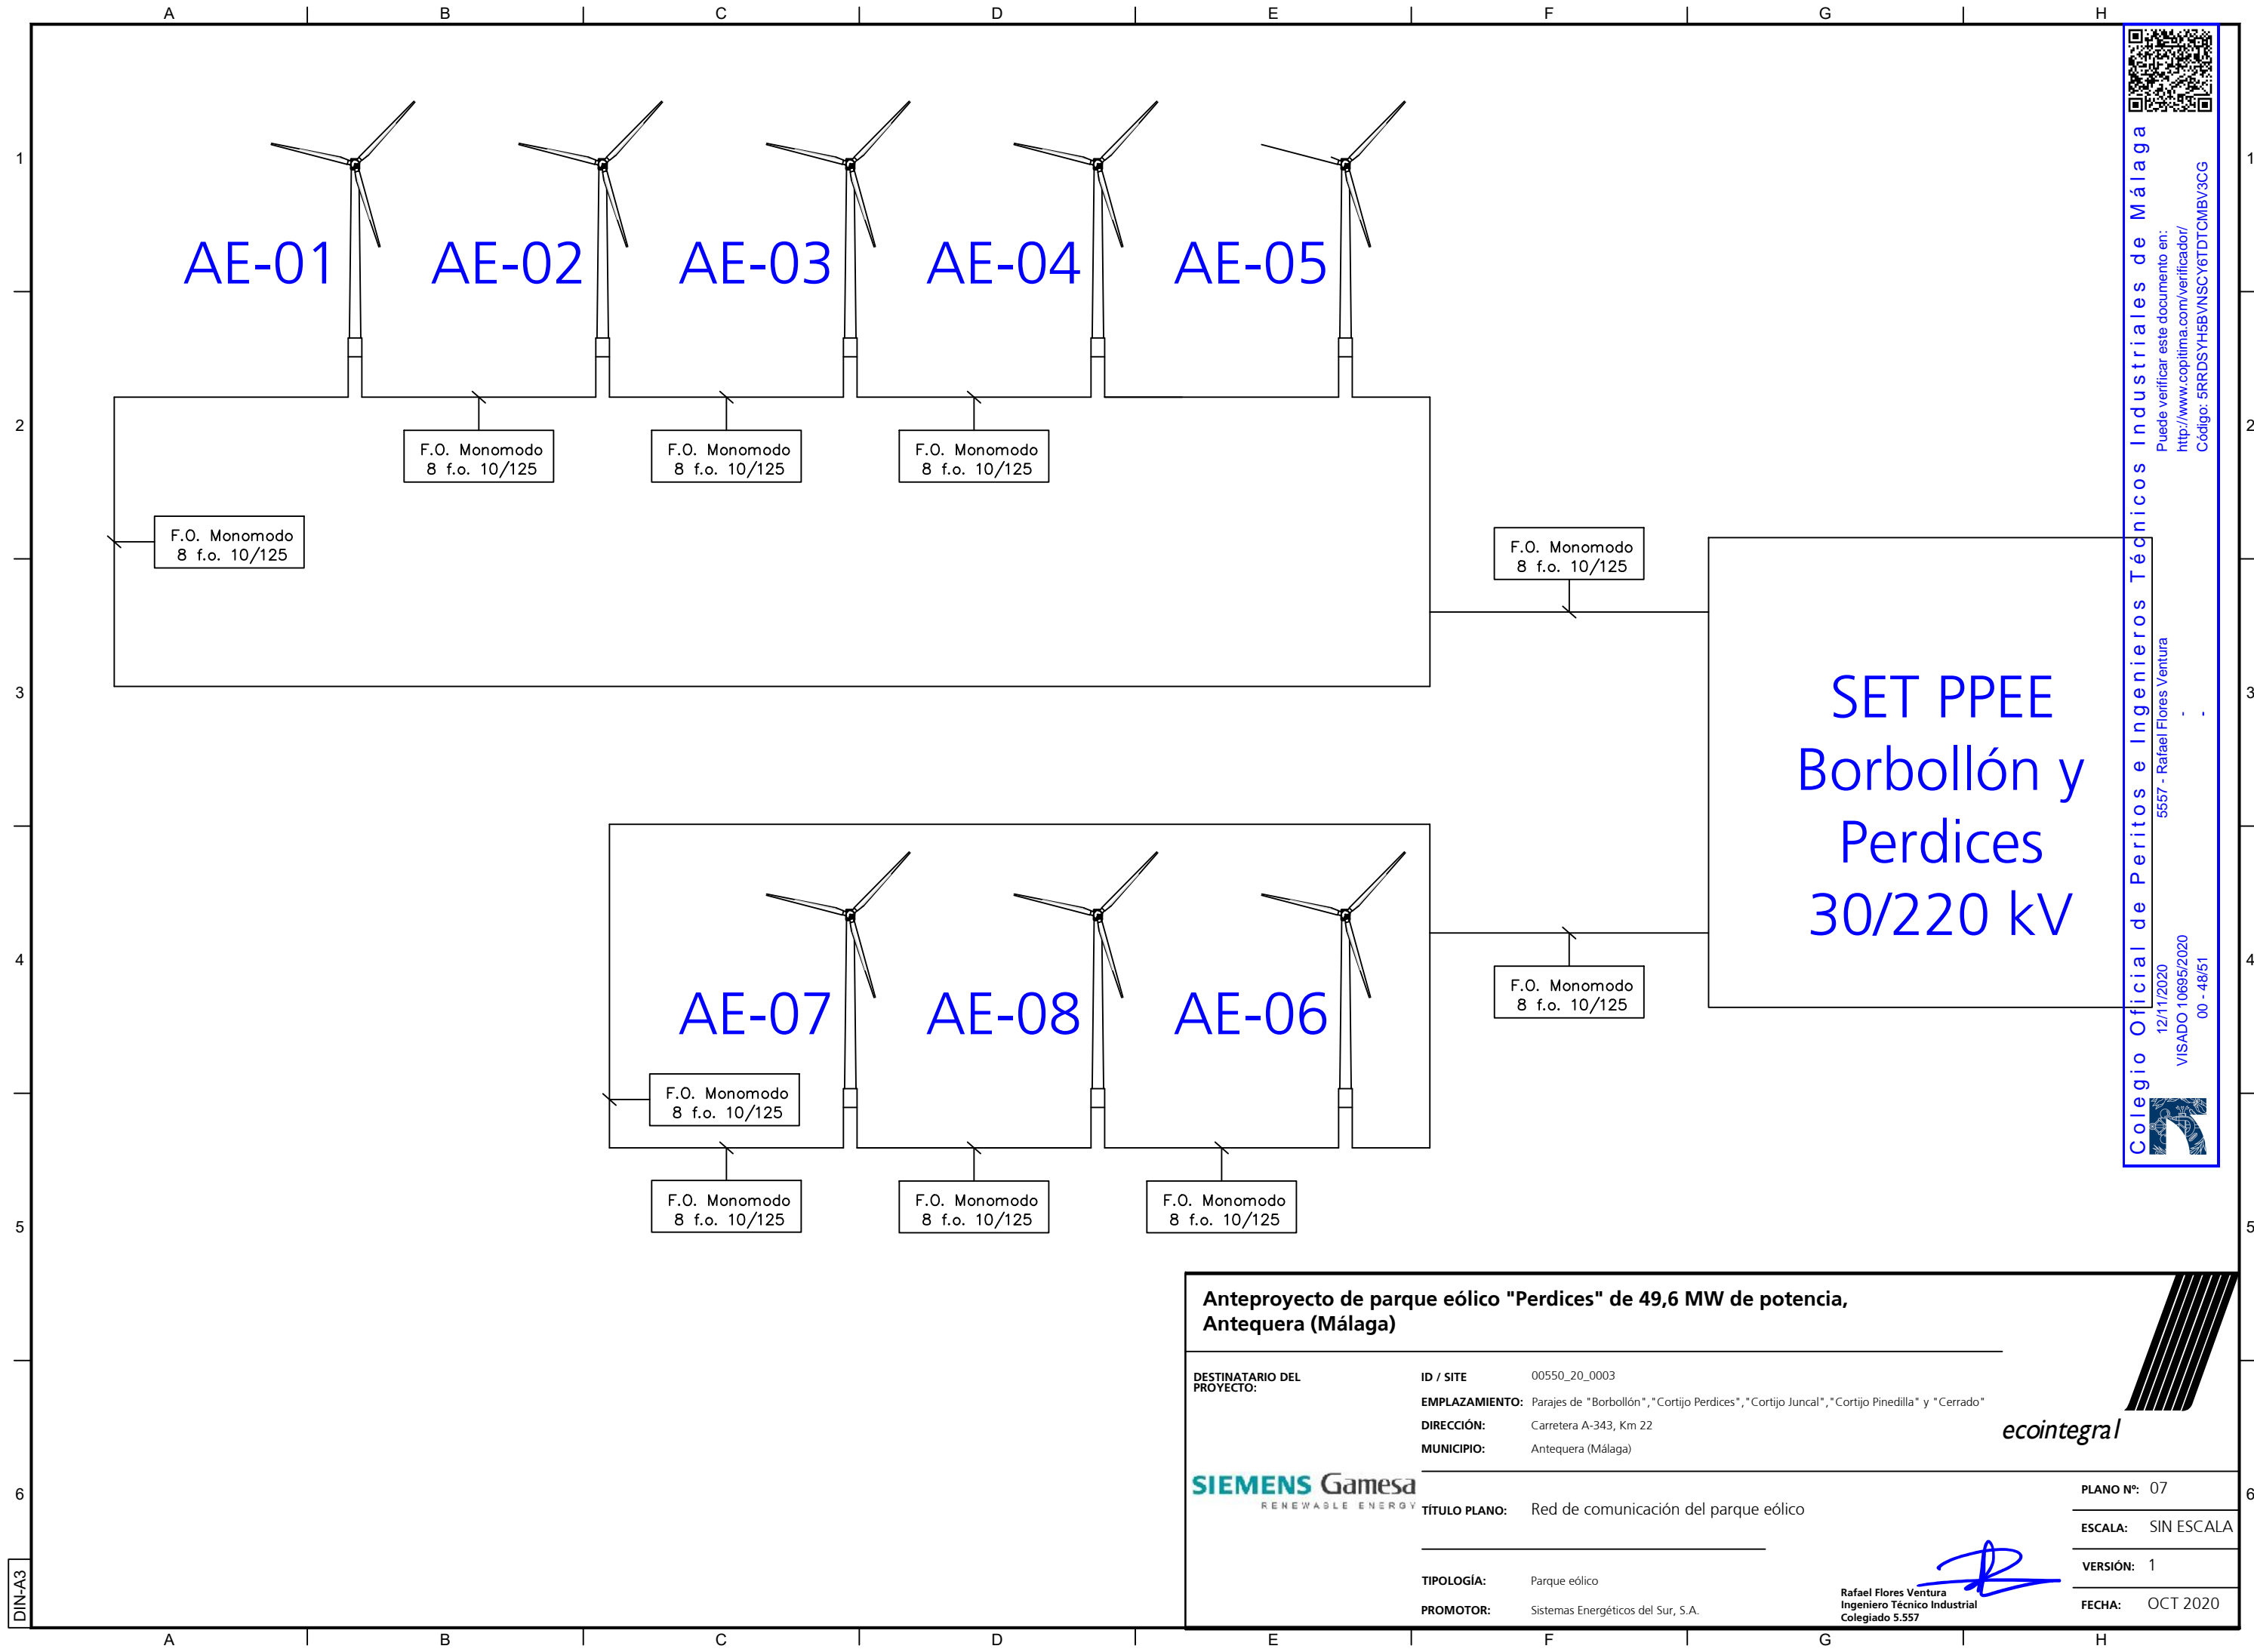 A B C D E F G H
1
2
3
4
5
6
1
2
3
4
5
6
AE-01
AE-02
AE-03
AE-04
AE-05
F.O. Monomodo
8 f.o. 10/125
F.O. Monomodo
8 f.o. 10/125
F.O. Monomodo
8 f.o. 10/125
F.O. Monomodo
8 f.o. 10/125
F.O. Monomodo
8 f.o. 10/125
SET PPEE
Borbollón y
Perdices
30/220 kV
AE-07
AE-08
AE-06
F.O. Monomodo
8 f.o. 10/125
F.O. Monomodo
8 f.o. 10/125
F.O. Monomodo
8 f.o. 10/125
F.O. Monomodo
8 f.o. 10/125
F.O. Monomodo
8 f.o. 10/125
Colegio Oficial de Peritos e Ingenieros Técnicos Industriales de Málaga
12/11/2020
VISADO 10695/2020
00 - 48/51
5557 - Rafael Flores Ventura
-
-
Puede verificar este documento en:
http://www.copitima.com/verificador/
Código: 5RRDSYH5BVNSCY6TDTCMBV3CG
Anteproyecto de parque eólico "Perdices" de 49,6 MW de potencia,
Antequera (Málaga)
DESTINATARIO DEL
PROYECTO:
SIEMENS Gamesa
RENEWABLE ENERGY
ID / SITE 00550_20_0003
EMPLAZAMIENTO: Parajes de "Borbollón","Cortijo Perdices","Cortijo Juncal","Cortijo Pinedilla" y "Cerrado"
DIRECCIÓN: Carretera A-343, Km 22
MUNICIPIO: Antequera (Málaga)
ecointegral
TÍTULO PLANO: Red de comunicación del parque eólico
TIPOLOGÍA: Parque eólico
PROMOTOR: Sistemas Energéticos del Sur, S.A.
Rafael Flores Ventura
Ingeniero Técnico Industrial
Colegiado 5.557
PLANO Nº: 07
ESCALA: SIN ESCALA
VERSIÓN: 1
FECHA: OCT 2020
DIN-A3
A B C D E F G H